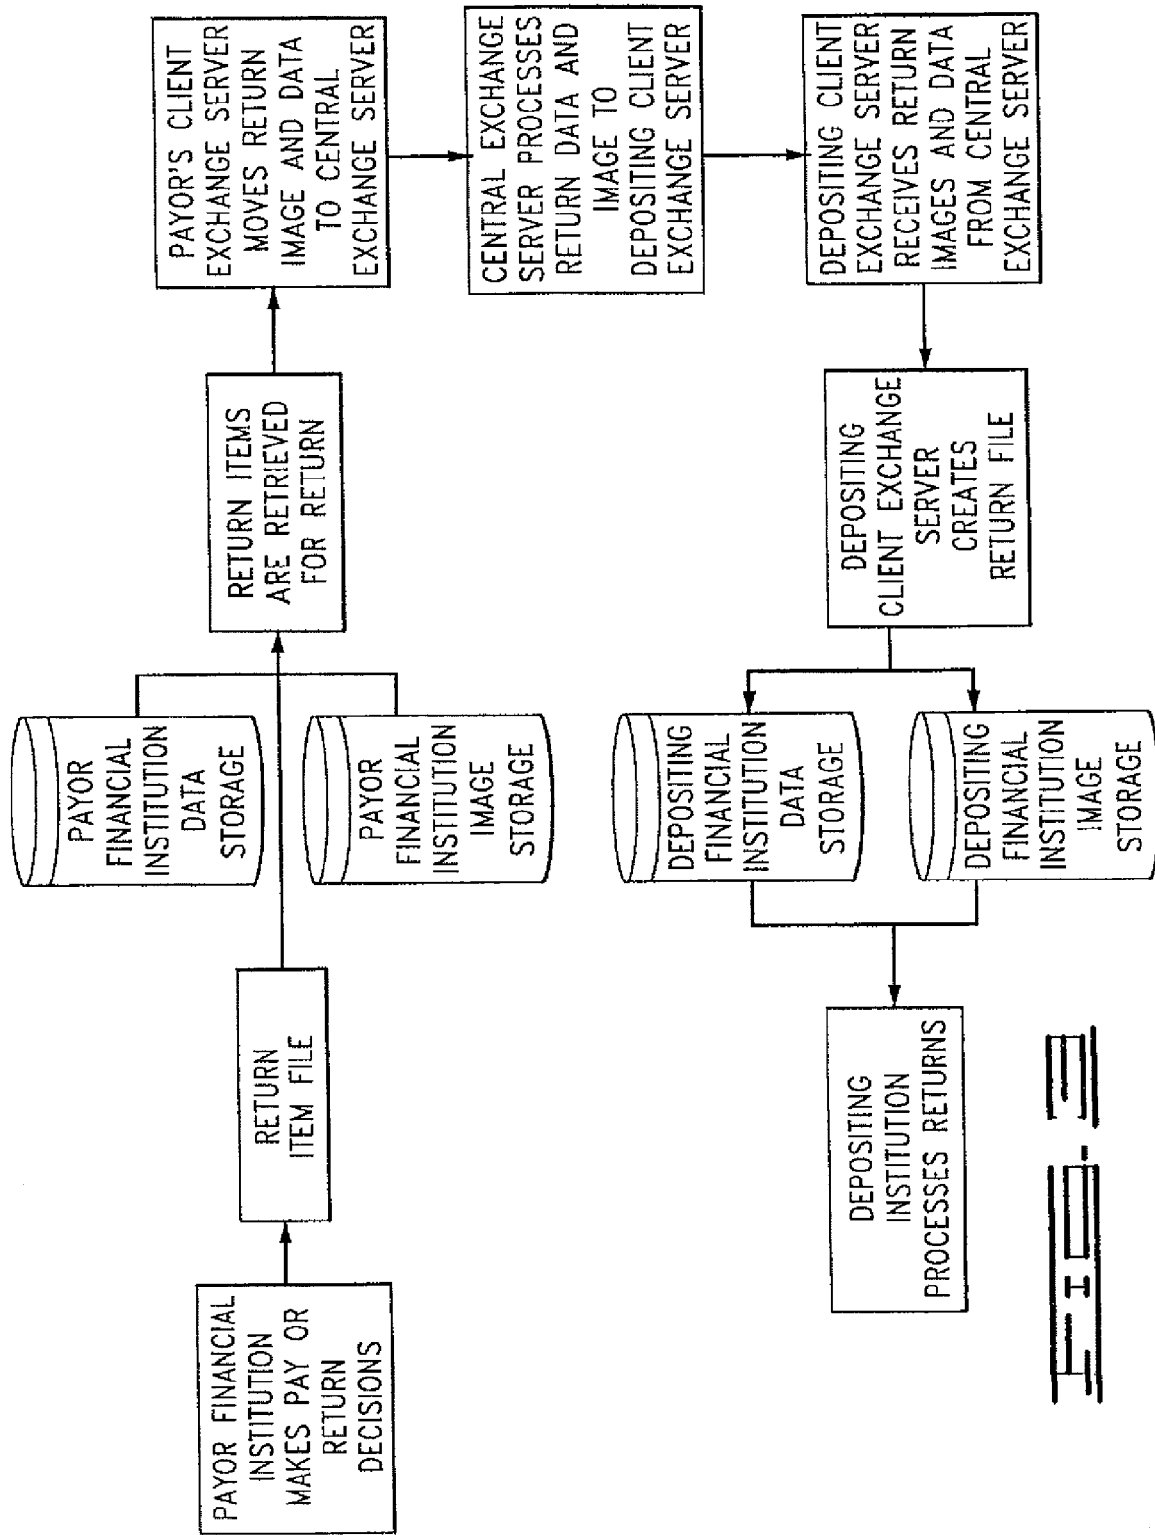 PAYOR FINANCIAL
INSTITUTION
MAKES PAY OR
RETURN
DECISIONS
RETURN
ITEM FILE
PAYOR
FINANCIAL
INSTITUTION
DATA
STORAGE
PAYOR
FINANCIAL
INSTITUTION
IMAGE
STORAGE
RETURN ITEMS
ARE RETRIEVED
FOR RETURN
PAYOR'S CLIENT
EXCHANGE SERVER
MOVES RETURN
IMAGE AND DATA
TO CENTRAL
EXCHANGE SERVER
CENTRAL EXCHANGE
SERVER PROCESSES
RETURN DATA AND
IMAGE TO
DEPOSITING CLIENT
EXCHANGE SERVER
DEPOSITING CLIENT
EXCHANGE SERVER
RECEIVES RETURN
IMAGES AND DATA
FROM CENTRAL
EXCHANGE SERVER
DEPOSITING
CLIENT EXCHANGE
SERVER
CREATES
RETURN FILE
DEPOSITING
FINANCIAL
INSTITUTION
DATA
STORAGE
DEPOSITING
FINANCIAL
INSTITUTION
IMAGE
STORAGE
DEPOSITING
INSTITUTION
PROCESSES RETURNS